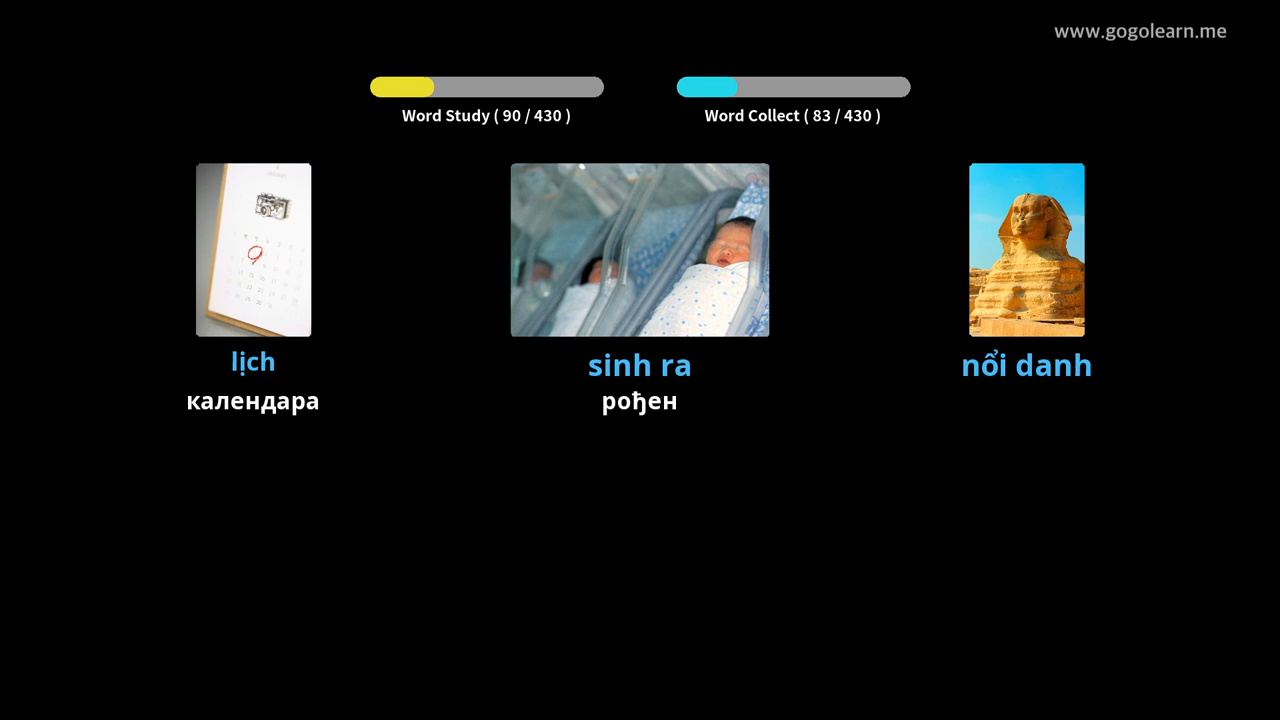 www.gogolearn.me
Word Study ( 90 / 430 )
Word Collect ( 83 / 430 )
lịch
sinh ra
nổi danh
календара
рођен